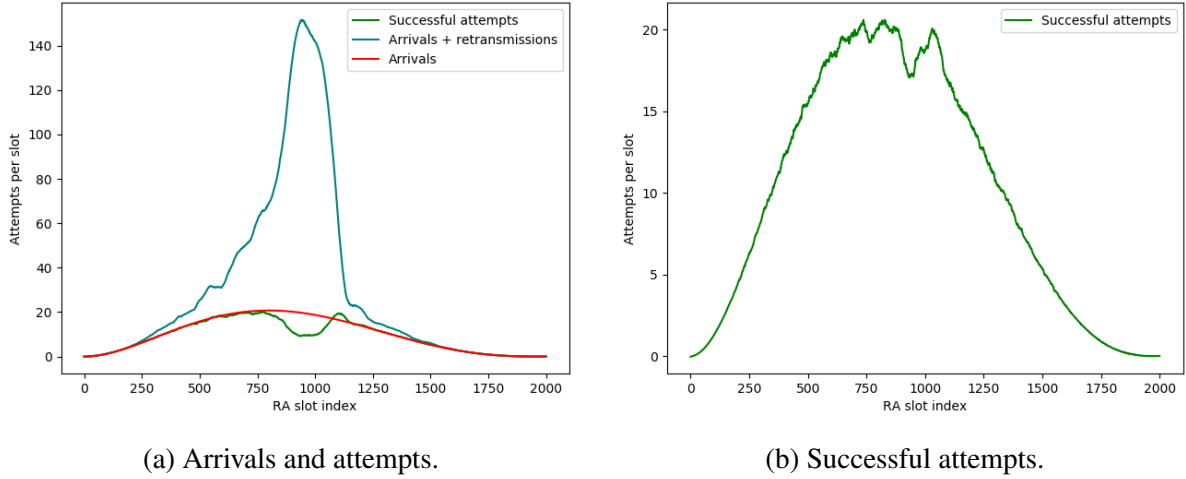 Successful attempts
Arrivals + retransmissions
Arrivals
Attempts per slot
140
120
100
80
60
40
20
0
0 250 500 750 1000 1250 1500 1750 2000
RA slot index
(a) Arrivals and attempts.
Successful attempts
Attempts per slot
20
15
10
5
0
0 250 500 750 1000 1250 1500 1750 2000
RA slot index
(b) Successful attempts.